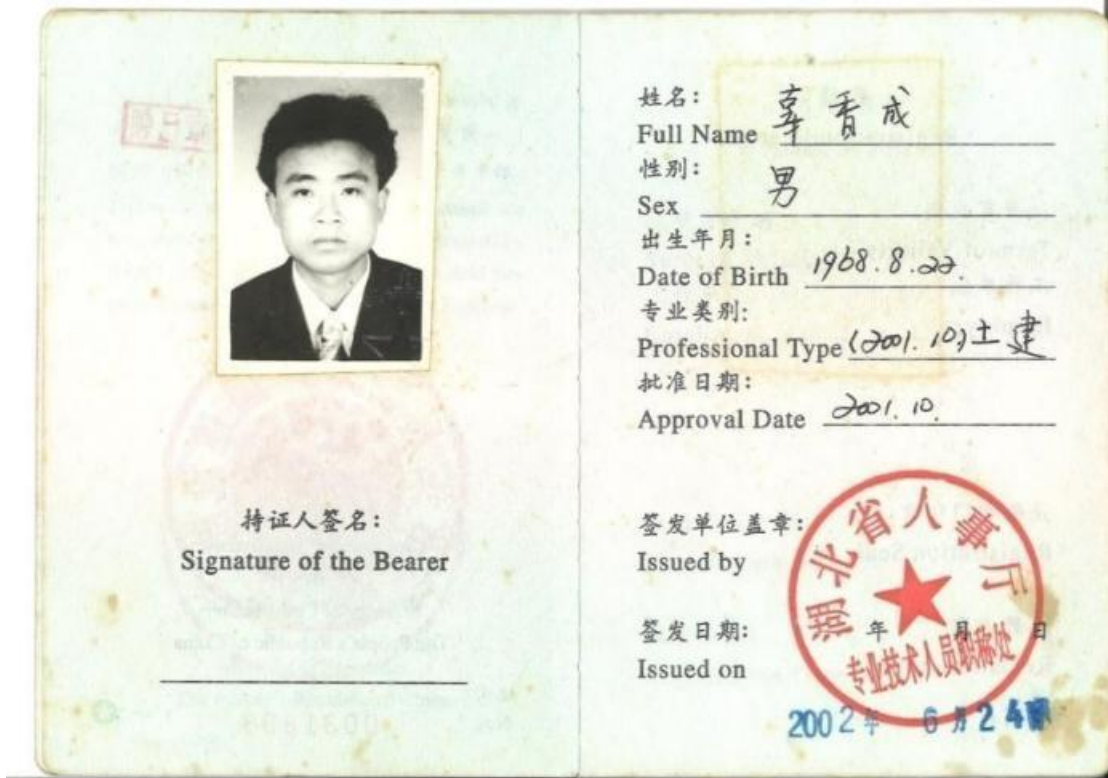 持证人签名：
Signature of the Bearer
姓名：
Full Name 辜香成
性别：
Sex 男
出生年月：
Date of Birth 1968.8.22.
专业类别：
Professional Type (2001.10)土建
批准日期：
Approval Date 2001.10.
签发单位盖章：
Issued by
湖北省人事厅
专业技术人员职称处
签发日期： 年 月 日
Issued on
2002年 6月24日